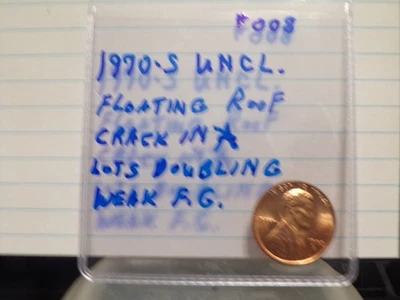 F008
1970-S UNCL.
FLOATING ROOF
CRACK IN ☆
LOTS DOUBLING
WEAK F.G.